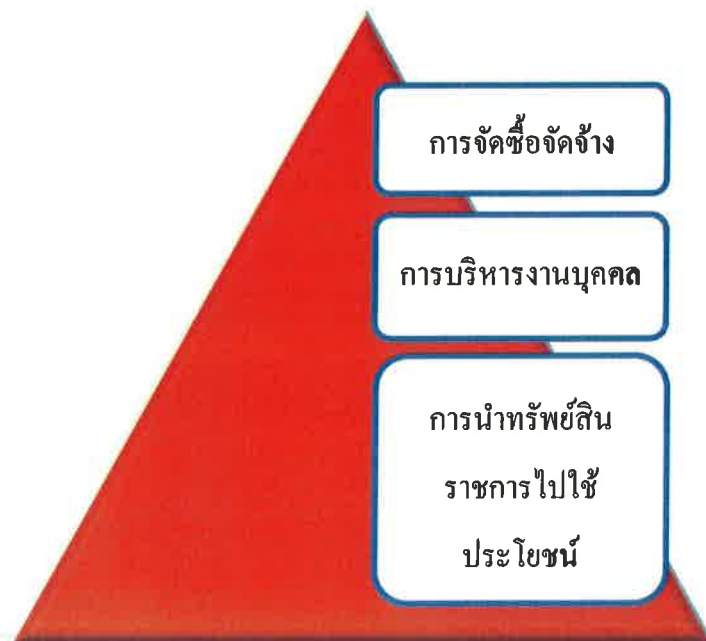 การจัดซื้อจัดจ้าง
การบริหารงานบุคคล
การนำทรัพย์สิน
ราชการไปใช้
ประโยชน์